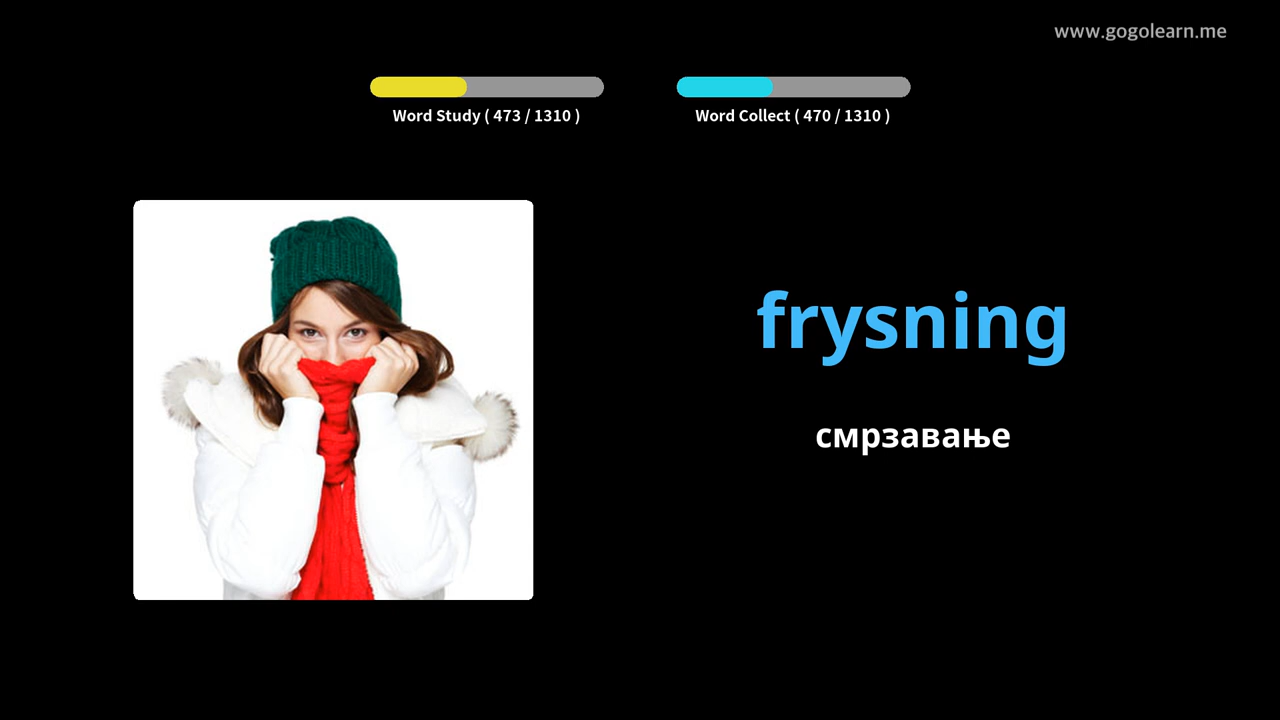 www.gogolearn.me
Word Study ( 473 / 1310 )
Word Collect ( 470 / 1310 )
frysning
смрзавање